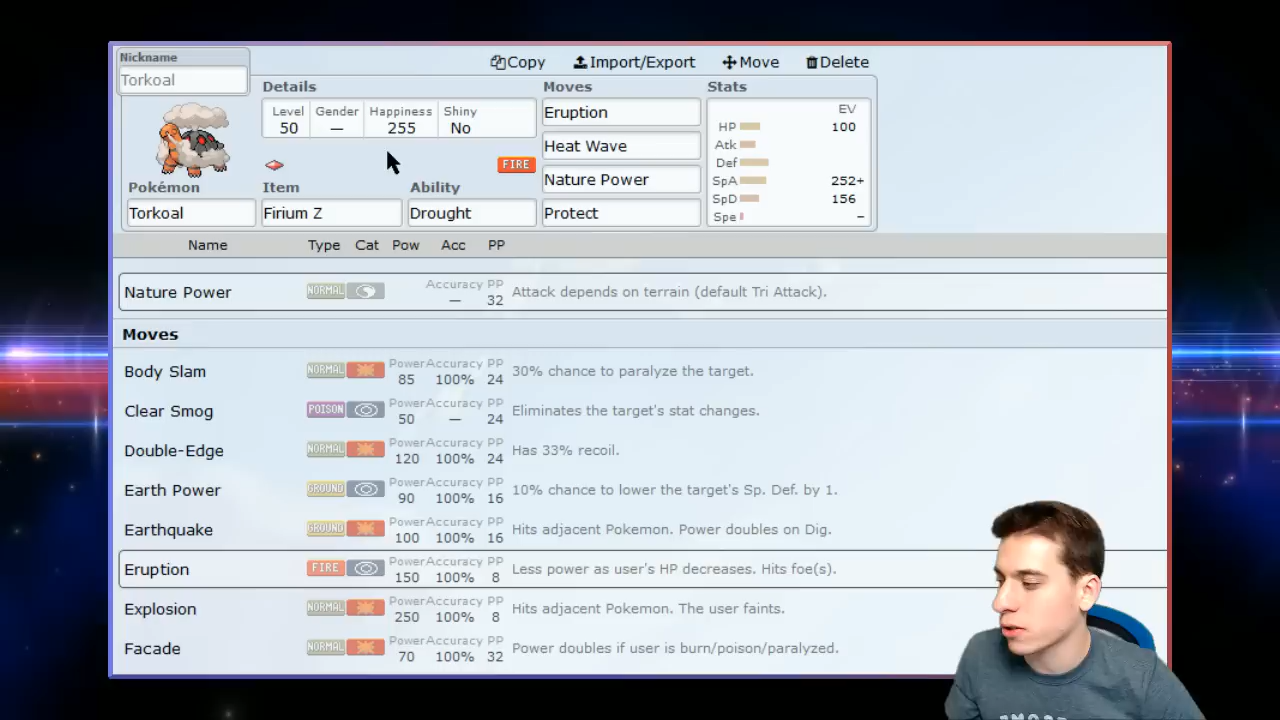 Nickname
Torkoal
Copy Import/Export Move Delete
Details Moves Stats
Level Gender Happiness Shiny
50 — 255 No
FIRE
Pokémon Item Ability
Torkoal Firium Z Drought
Eruption
Heat Wave
Nature Power
Protect
EV
HP 100
Atk
Def
SpA 252+
SpD 156
Spe –
Name Type Cat Pow Acc PP
Nature Power NORMAL Accuracy — PP 32 Attack depends on terrain (default Tri Attack).
Moves
Body Slam NORMAL Power 85 Accuracy 100% PP 24 30% chance to paralyze the target.
Clear Smog POISON Power 50 Accuracy — PP 24 Eliminates the target's stat changes.
Double-Edge NORMAL Power 120 Accuracy 100% PP 24 Has 33% recoil.
Earth Power GROUND Power 90 Accuracy 100% PP 16 10% chance to lower the target's Sp. Def. by 1.
Earthquake GROUND Power 100 Accuracy 100% PP 16 Hits adjacent Pokemon. Power doubles on Dig.
Eruption FIRE Power 150 Accuracy 100% PP 8 Less power as user's HP decreases. Hits foe(s).
Explosion NORMAL Power 250 Accuracy 100% PP 8 Hits adjacent Pokemon. The user faints.
Facade NORMAL Power 70 Accuracy 100% PP 32 Power doubles if user is burn/poison/paralyzed.